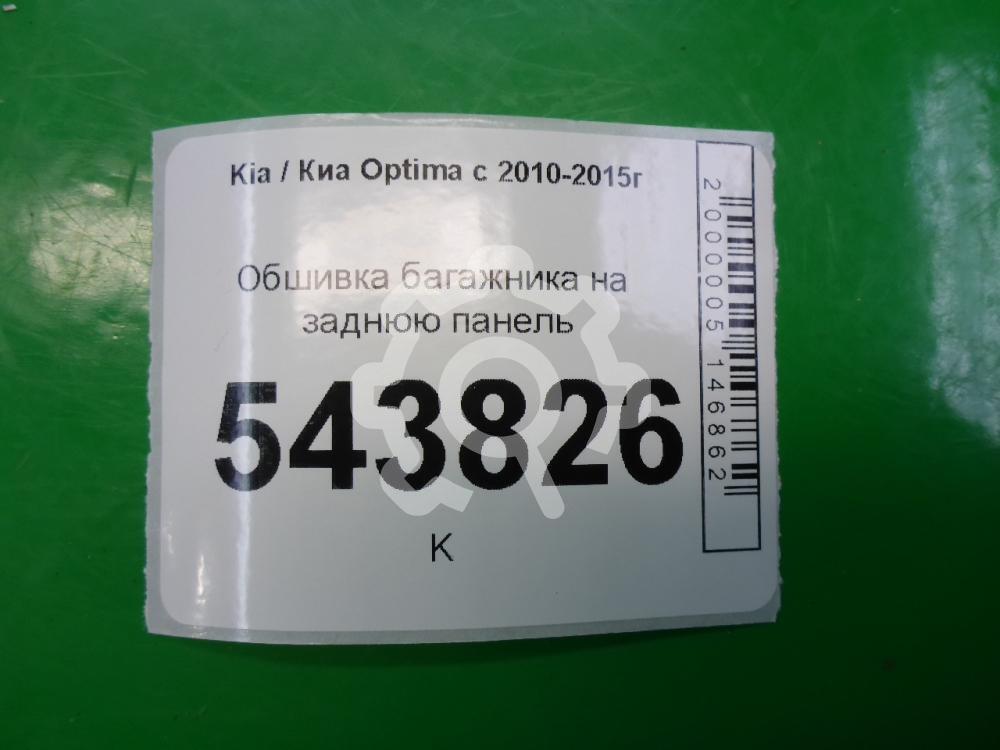 Kia / Киа Optima с 2010-2015г
Обшивка багажника на
заднюю панель
543826
К
2000005146862